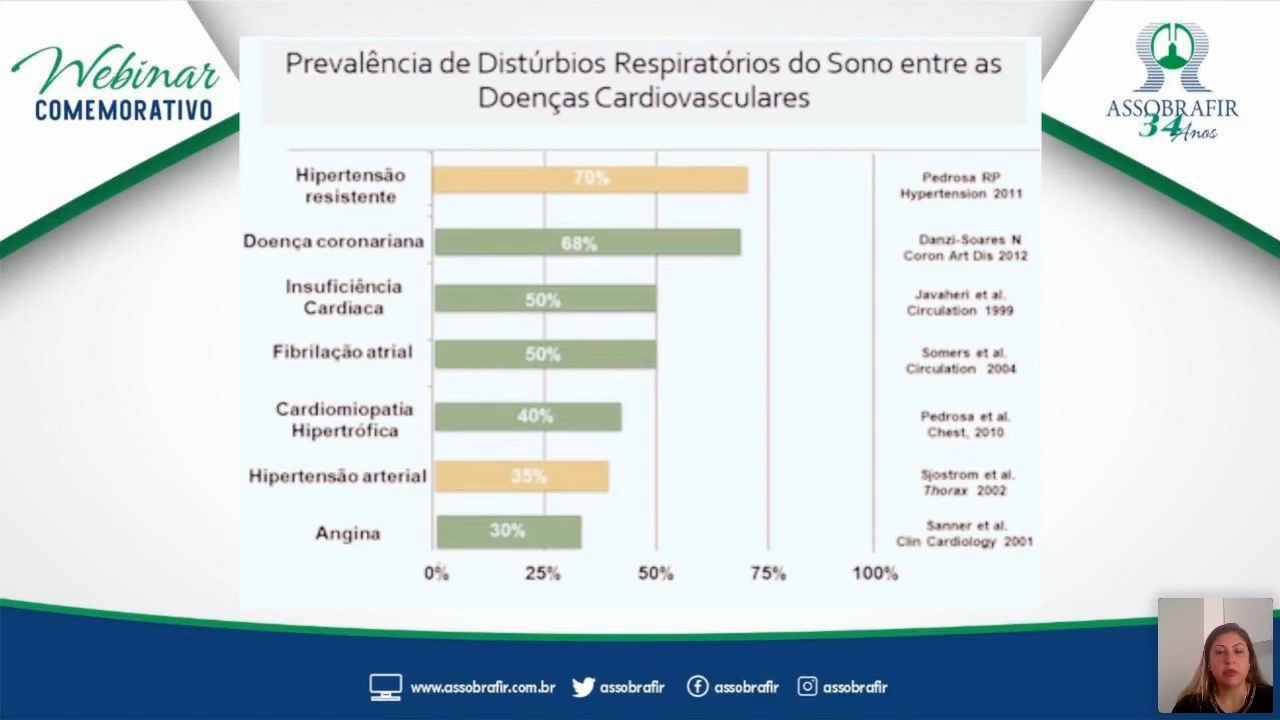 Webinar
COMEMORATIVO
ASSOBRAFIR
34 Anos
Prevalência de Distúrbios Respiratórios do Sono entre as
Doenças Cardiovasculares
Hipertensão
resistente
70%
Pedrosa RP
Hypertension 2011
Doença coronariana
68%
Danzi-Soares N
Coron Art Dis 2012
Insuficiência
Cardiaca
50%
Javaheri et al.
Circulation 1999
Fibrilação atrial
50%
Somers et al.
Circulation 2004
Cardiomiopatia
Hipertrófica
40%
Pedrosa et al.
Chest, 2010
Hipertensão arterial
35%
Sjostrom et al.
Thorax 2002
Angina
30%
Sanner et al.
Clin Cardiology 2001
0% 25% 50% 75% 100%
www.assobrafir.com.br assobrafir assobrafir assobrafir